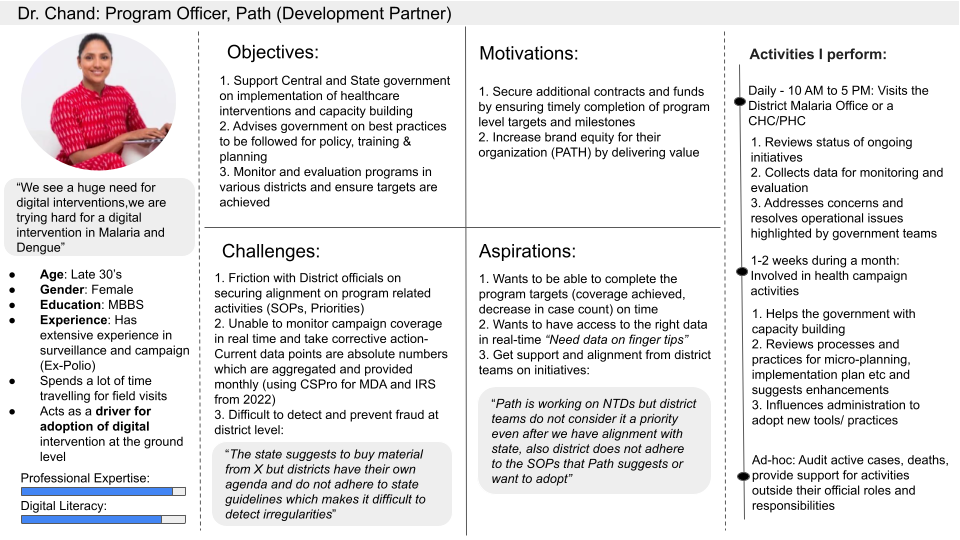 Dr. Chand: Program Officer, Path (Development Partner)
“We see a huge need for
digital interventions,we are
trying hard for a digital
intervention in Malaria and
Dengue”
● Age: Late 30’s
● Gender: Female
● Education: MBBS
● Experience: Has
extensive experience in
surveillance and campaign
(Ex-Polio)
● Spends a lot of time
travelling for field visits
● Acts as a driver for
adoption of digital
intervention at the ground
level
Professional Expertise:
Digital Literacy:
Objectives:
1. Support Central and State government
on implementation of healthcare
interventions and capacity building
2. Advises government on best practices
to be followed for policy, training &
planning
3. Monitor and evaluation programs in
various districts and ensure targets are
achieved
Motivations:
1. Secure additional contracts and funds
by ensuring timely completion of program
level targets and milestones
2. Increase brand equity for their
organization (PATH) by delivering value
Challenges:
1. Friction with District officials on
securing alignment on program related
activities (SOPs, Priorities)
2. Unable to monitor campaign coverage
in real time and take corrective action-
Current data points are absolute numbers
which are aggregated and provided
monthly (using CSPro for MDA and IRS
from 2022)
3. Difficult to detect and prevent fraud at
district level:
“The state suggests to buy material
from X but districts have their own
agenda and do not adhere to state
guidelines which makes it difficult to
detect irregularities”
Aspirations:
1. Wants to be able to complete the
program targets (coverage achieved,
decrease in case count) on time
2. Wants to have access to the right data
in real-time “Need data on finger tips”
3. Get support and alignment from district
teams on initiatives:
“Path is working on NTDs but district
teams do not consider it a priority
even after we have alignment with
state, also district does not adhere
to the SOPs that Path suggests or
want to adopt”
Activities I perform:
Daily - 10 AM to 5 PM: Visits the
District Malaria Office or a
CHC/PHC
1. Reviews status of ongoing
initiatives
2. Collects data for monitoring and
evaluation
3. Addresses concerns and
resolves operational issues
highlighted by government teams
1-2 weeks during a month:
Involved in health campaign
activities
1. Helps the government with
capacity building
2. Reviews processes and
practices for micro-planning,
implementation plan etc and
suggests enhancements
3. Influences administration to
adopt new tools/ practices
Ad-hoc: Audit active cases, deaths,
provide support for activities
outside their official roles and
responsibilities